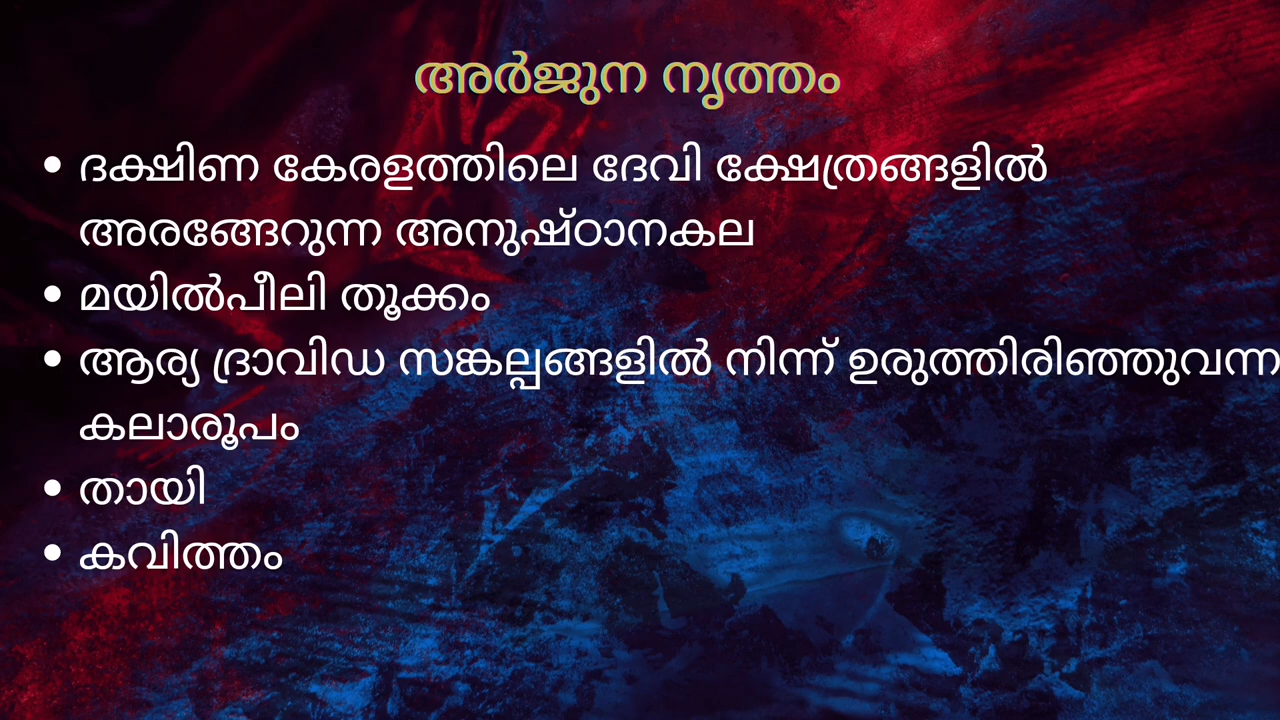 അർജുന നൃത്തം
• ദക്ഷിണ കേരളത്തിലെ ദേവി ക്ഷേത്രങ്ങളിൽ
അരങ്ങേറുന്ന അനുഷ്ഠാനകല
• മയിൽപീലി തൂക്കം
• ആര്യ ദ്രാവിഡ സങ്കല്പങ്ങളിൽ നിന്ന് ഉരുത്തിരിഞ്ഞുവന്ന
കലാരൂപം
• തായി
• കവിത്തം